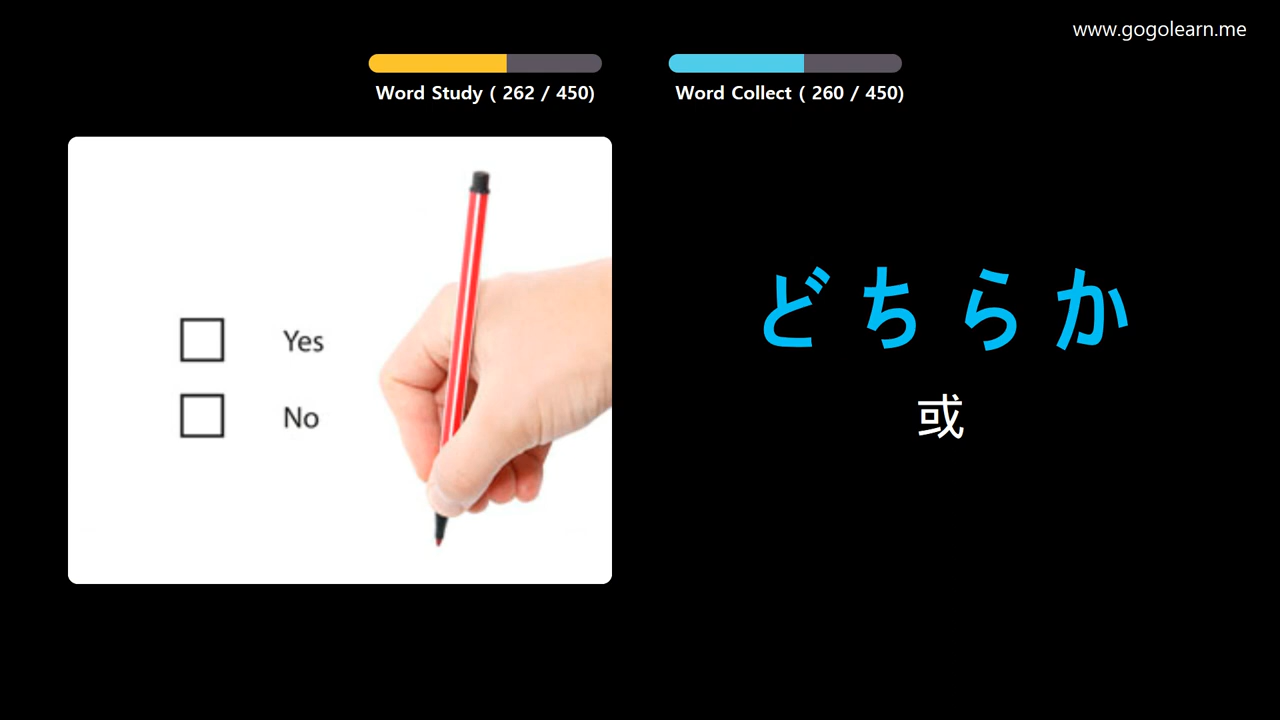 www.gogolearn.me
Word Study ( 262 / 450)
Word Collect ( 260 / 450)
Yes
No
どちらか
或